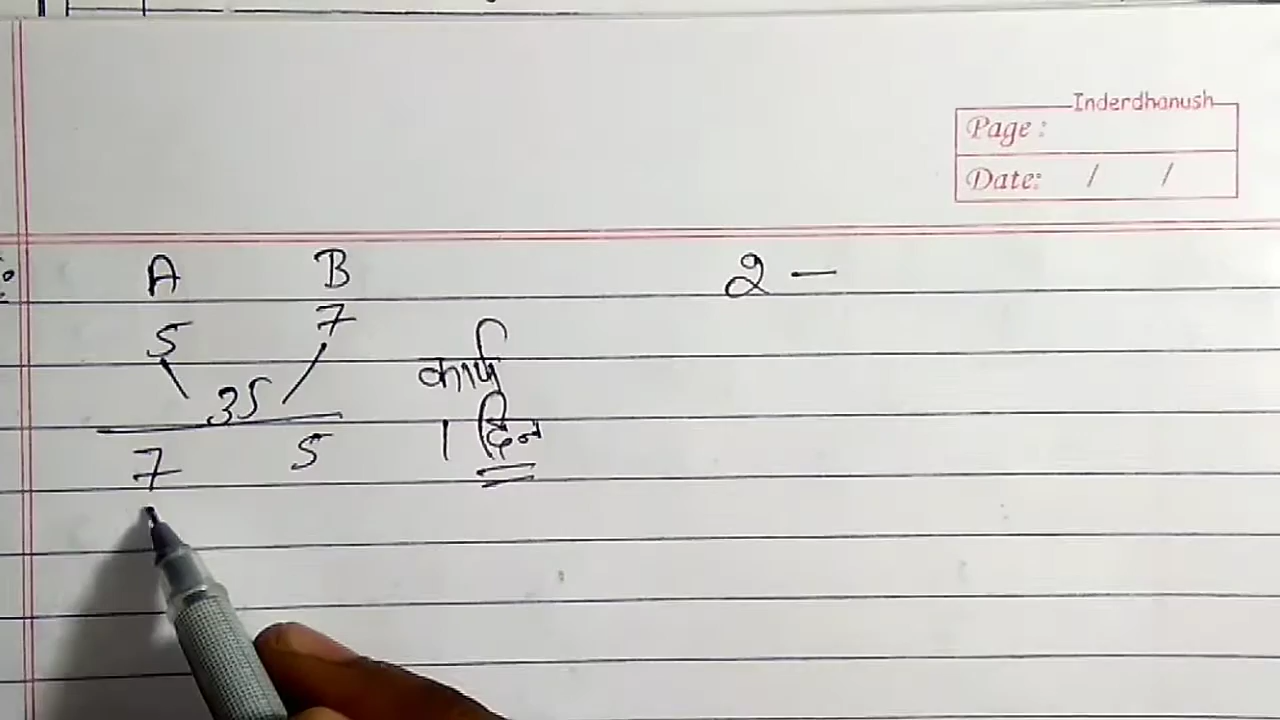 Inderdhanush
Page :
Date: / /
A B 2 —
5 7
35
कार्य
7 5 1 दिन